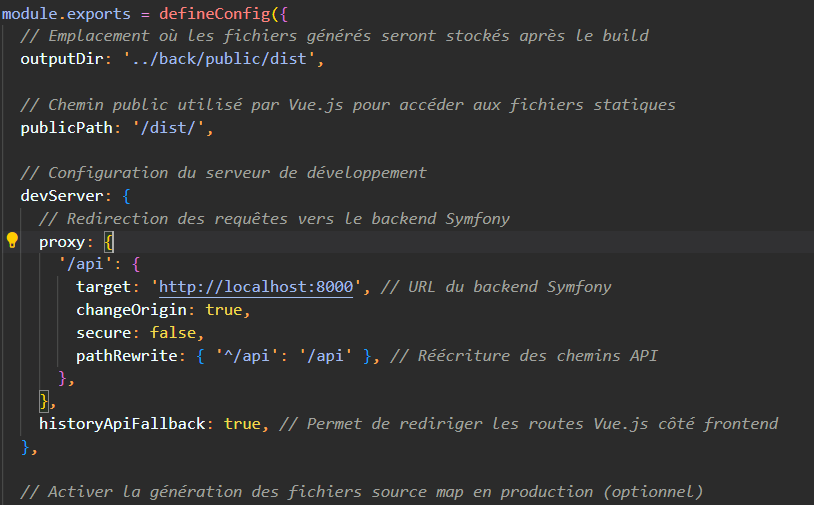 module.exports = defineConfig({
// Emplacement où les fichiers générés seront stockés après le build
outputDir: '../back/public/dist',
// Chemin public utilisé par Vue.js pour accéder aux fichiers statiques
publicPath: '/dist/',
// Configuration du serveur de développement
devServer: {
// Redirection des requêtes vers le backend Symfony
proxy: {
'/api': {
target: 'http://localhost:8000', // URL du backend Symfony
changeOrigin: true,
secure: false,
pathRewrite: { '^/api': '/api' }, // Réécriture des chemins API
},
},
historyApiFallback: true, // Permet de rediriger les routes Vue.js côté frontend
},
// Activer la génération des fichiers source map en production (optionnel)